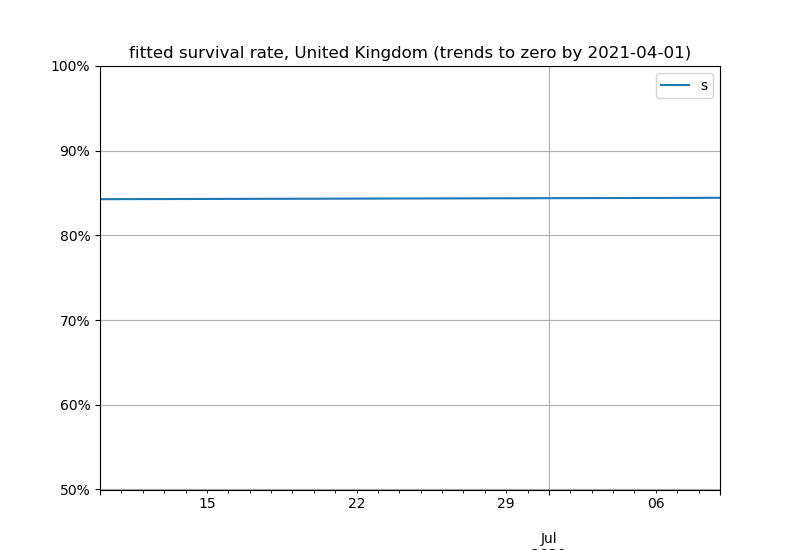 fitted survival rate, United Kingdom (trends to zero by 2021-04-01)
100%
s
90%
80%
70%
60%
50%
15 22 29 06
Jul